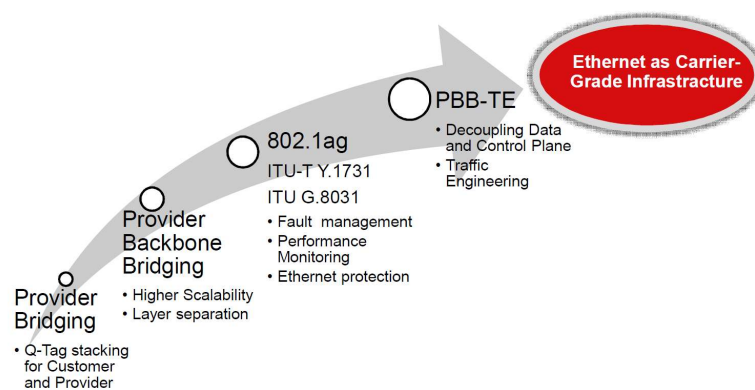 Ethernet as Carrier-
Grade Infrastracture
PBB-TE
• Decoupling Data
and Control Plane
• Traffic
Engineering
802.1ag
ITU-T Y.1731
ITU G.8031
• Fault management
• Performance
Monitoring
• Ethernet protection
Provider
Backbone
Bridging
• Higher Scalability
• Layer separation
Provider
Bridging
• Q-Tag stacking
for Customer
and Provider